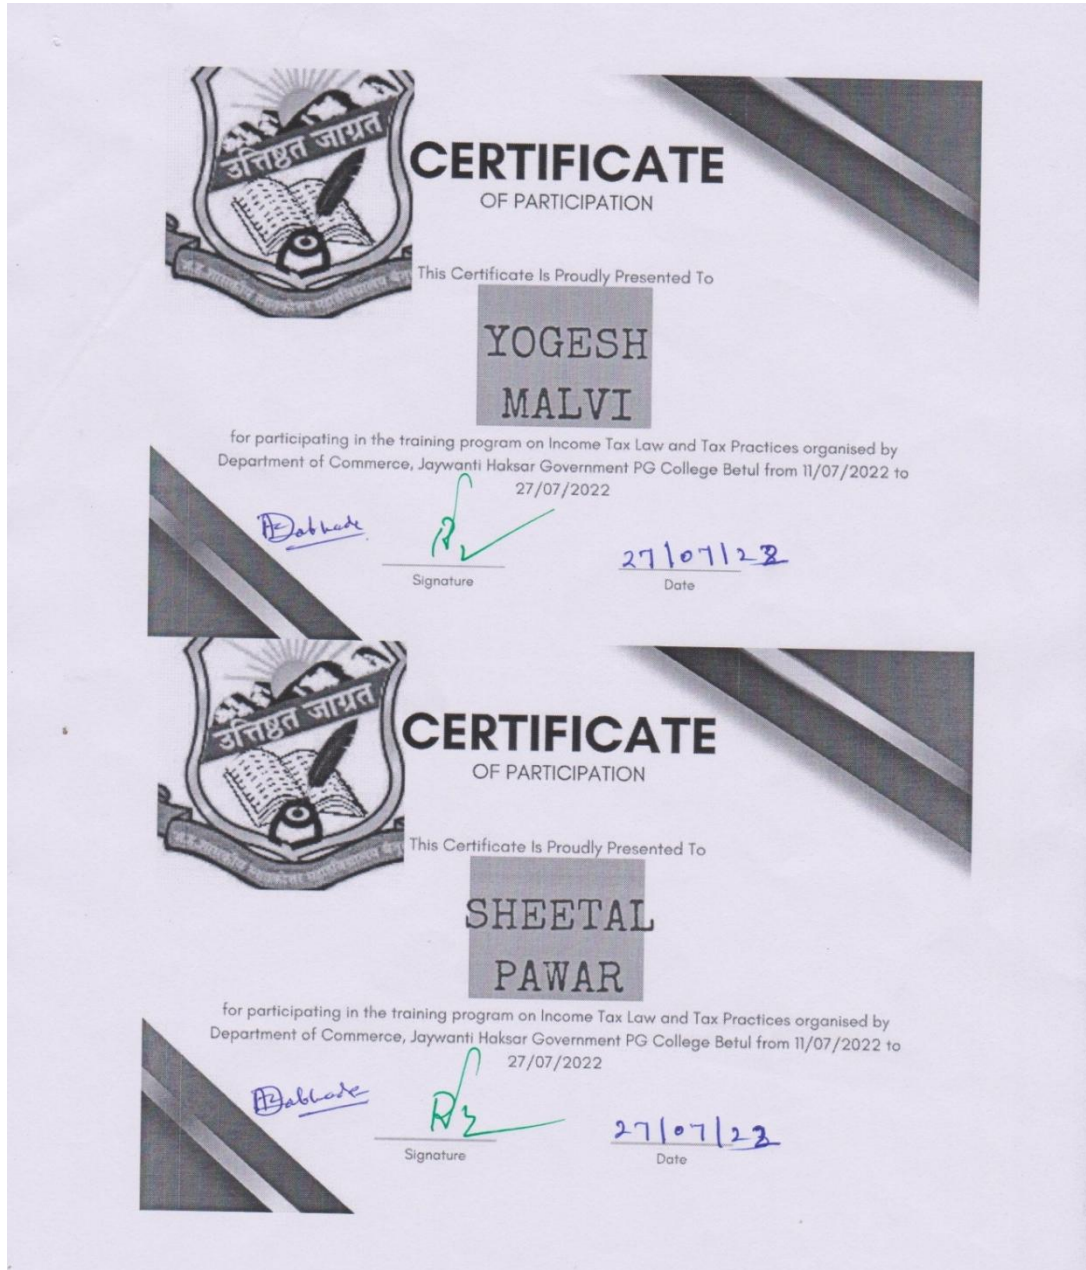 उत्तिष्ठत जाग्रत
CERTIFICATE
OF PARTICIPATION
This Certificate Is Proudly Presented To
YOGESH
MALVI
for participating in the training program on Income Tax Law and Tax Practices organised by
Department of Commerce, Jaywanti Haksar Government PG College Betul from 11/07/2022 to
27/07/2022
Dabhade
27/07/22
Signature
Date
उत्तिष्ठत जाग्रत
CERTIFICATE
OF PARTICIPATION
This Certificate Is Proudly Presented To
SHEETAL
PAWAR
for participating in the training program on Income Tax Law and Tax Practices organised by
Department of Commerce, Jaywanti Haksar Government PG College Betul from 11/07/2022 to
27/07/2022
Dabhade
27/07/22
Signature
Date